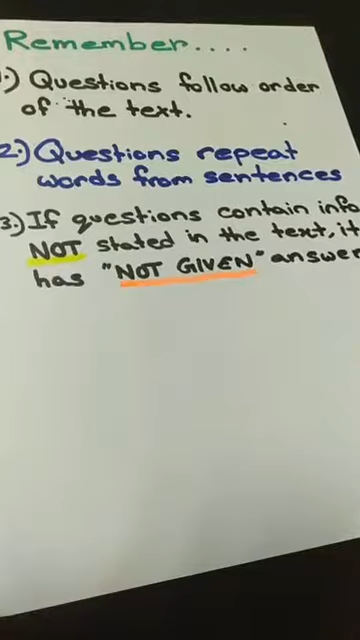 Remember....
1.) Questions follow order
of the text.
2.) Questions repeat
words from sentences
3.) If questions contain info
NOT stated in the text, it
has "NOT GIVEN" answer